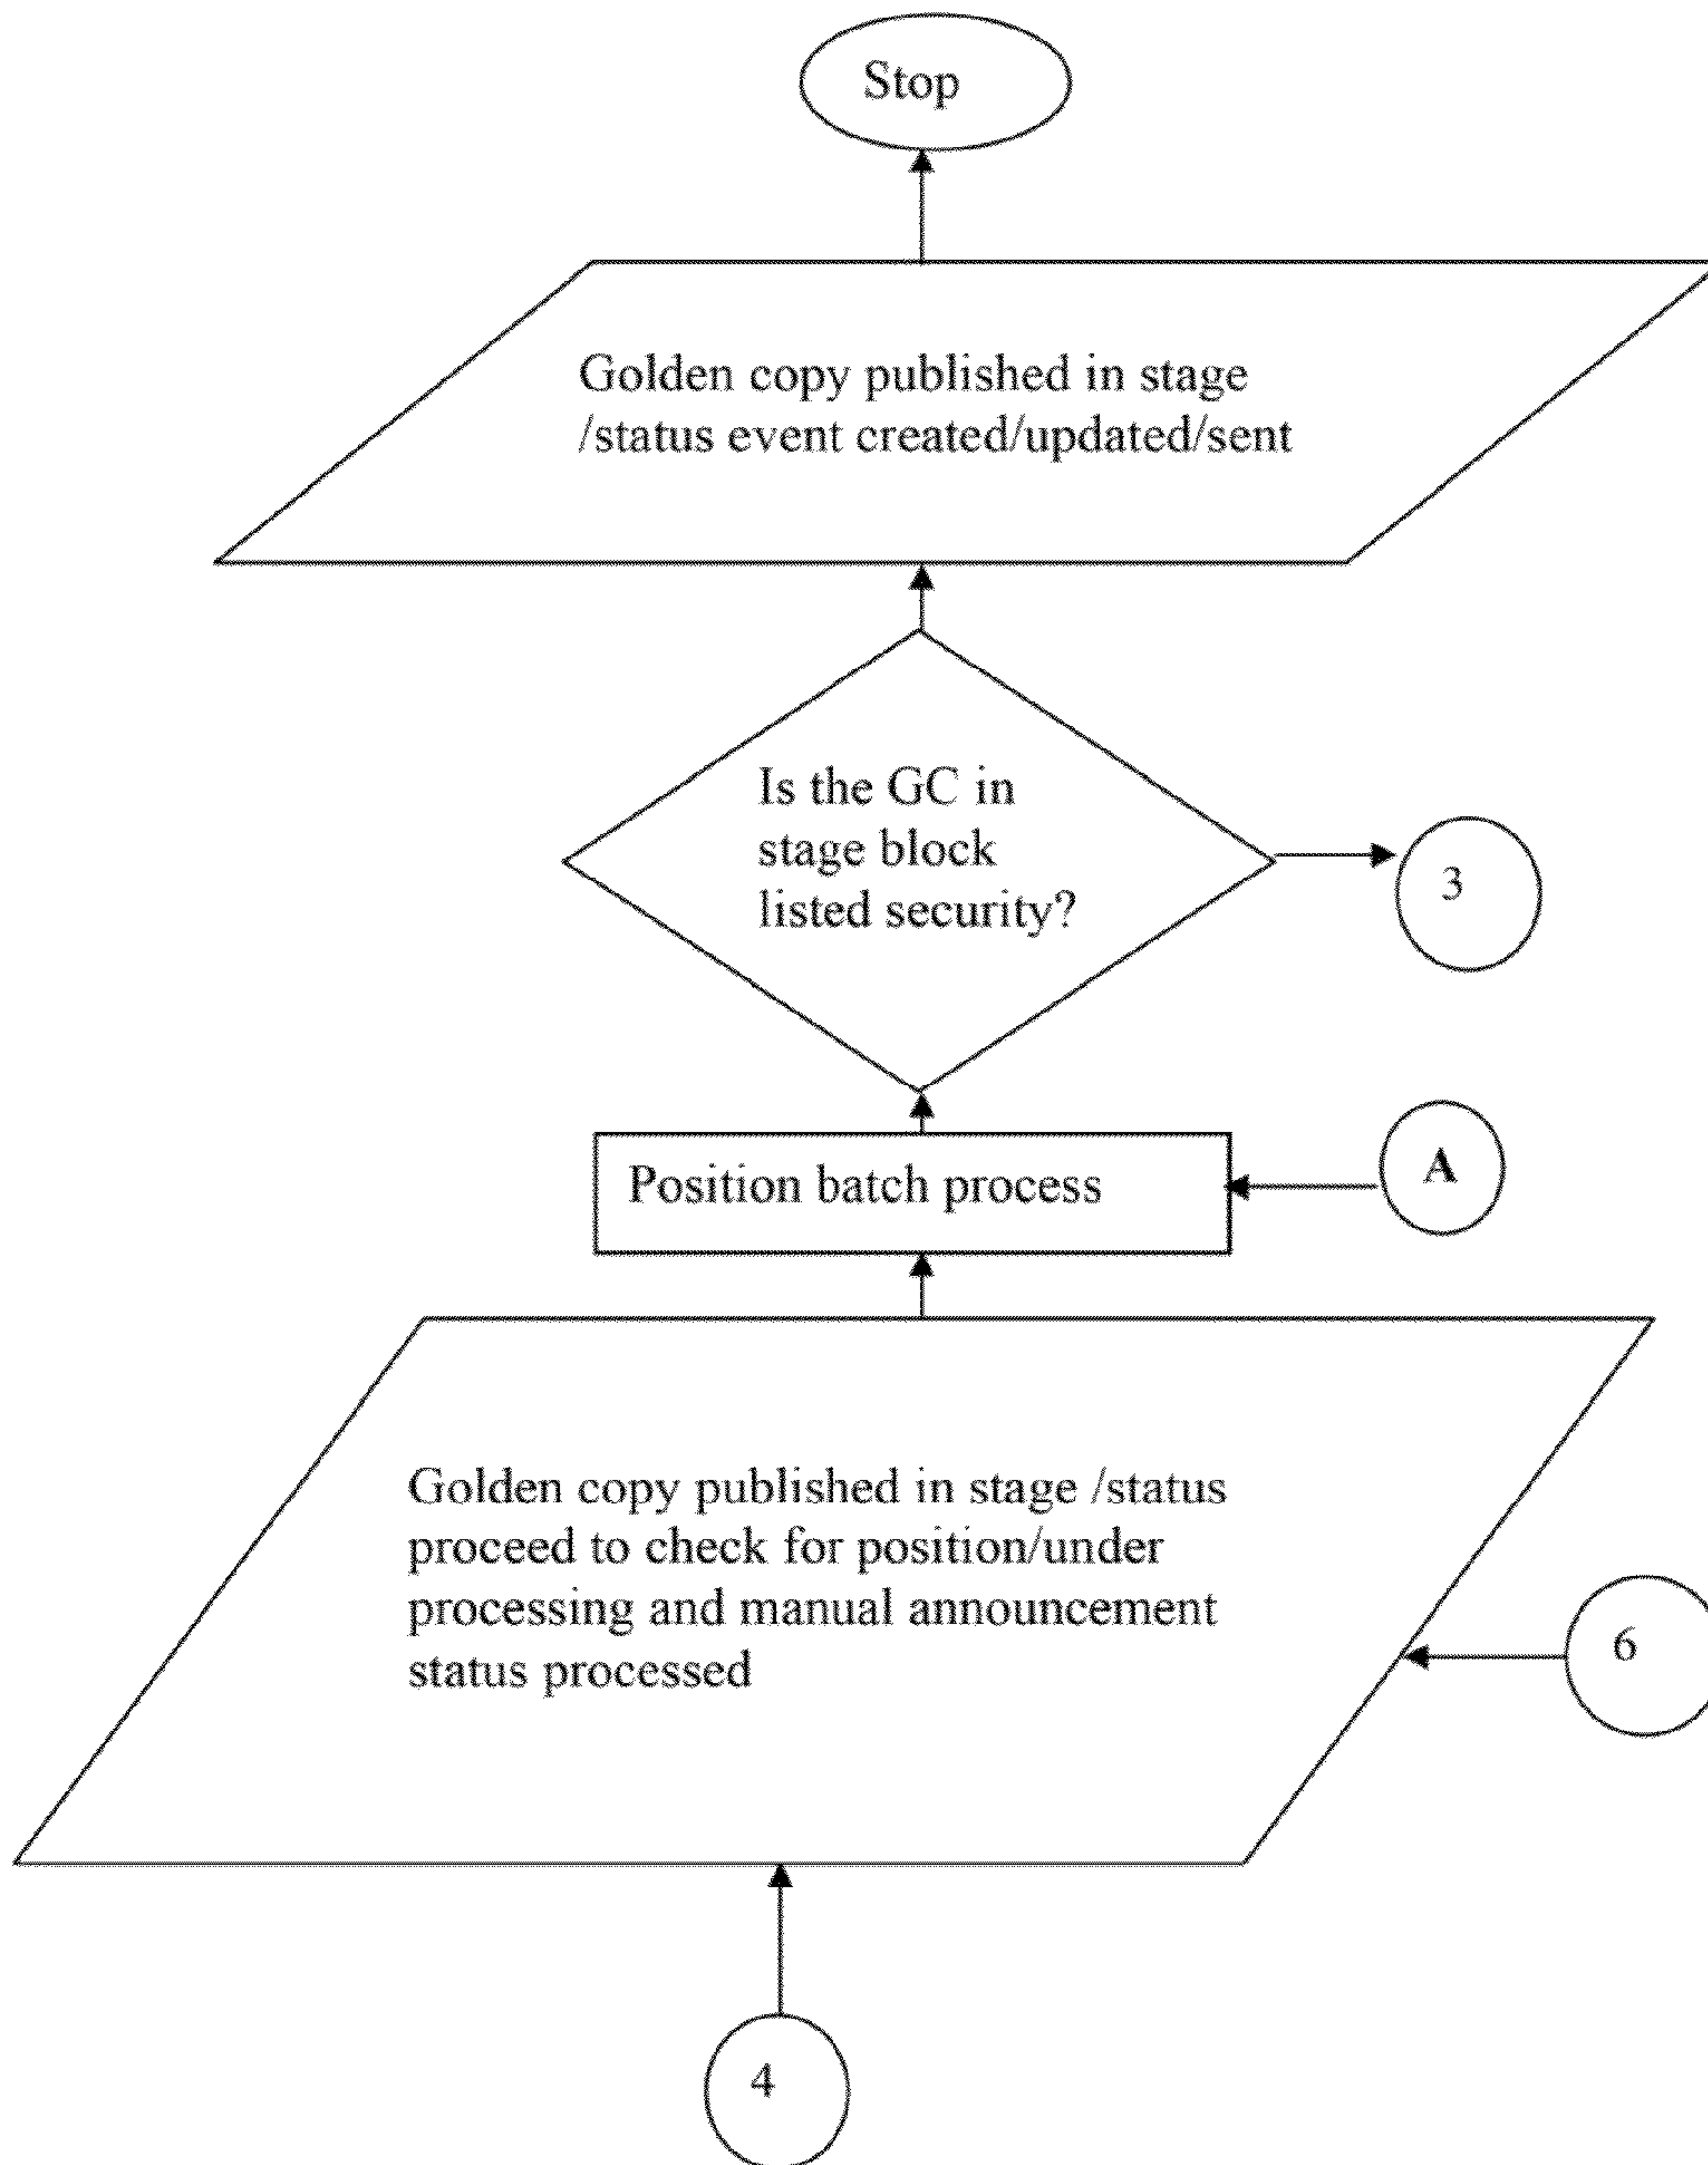 Stop
Golden copy published in stage
/status event created/updated/sent
Is the GC in
stage block
listed security?
3
Position batch process
A
Golden copy published in stage /status
proceed to check for position/under
processing and manual announcement
status processed
6
4